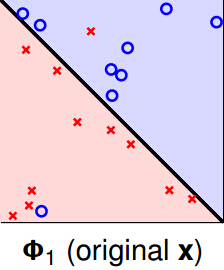 Φ₁ (original x)